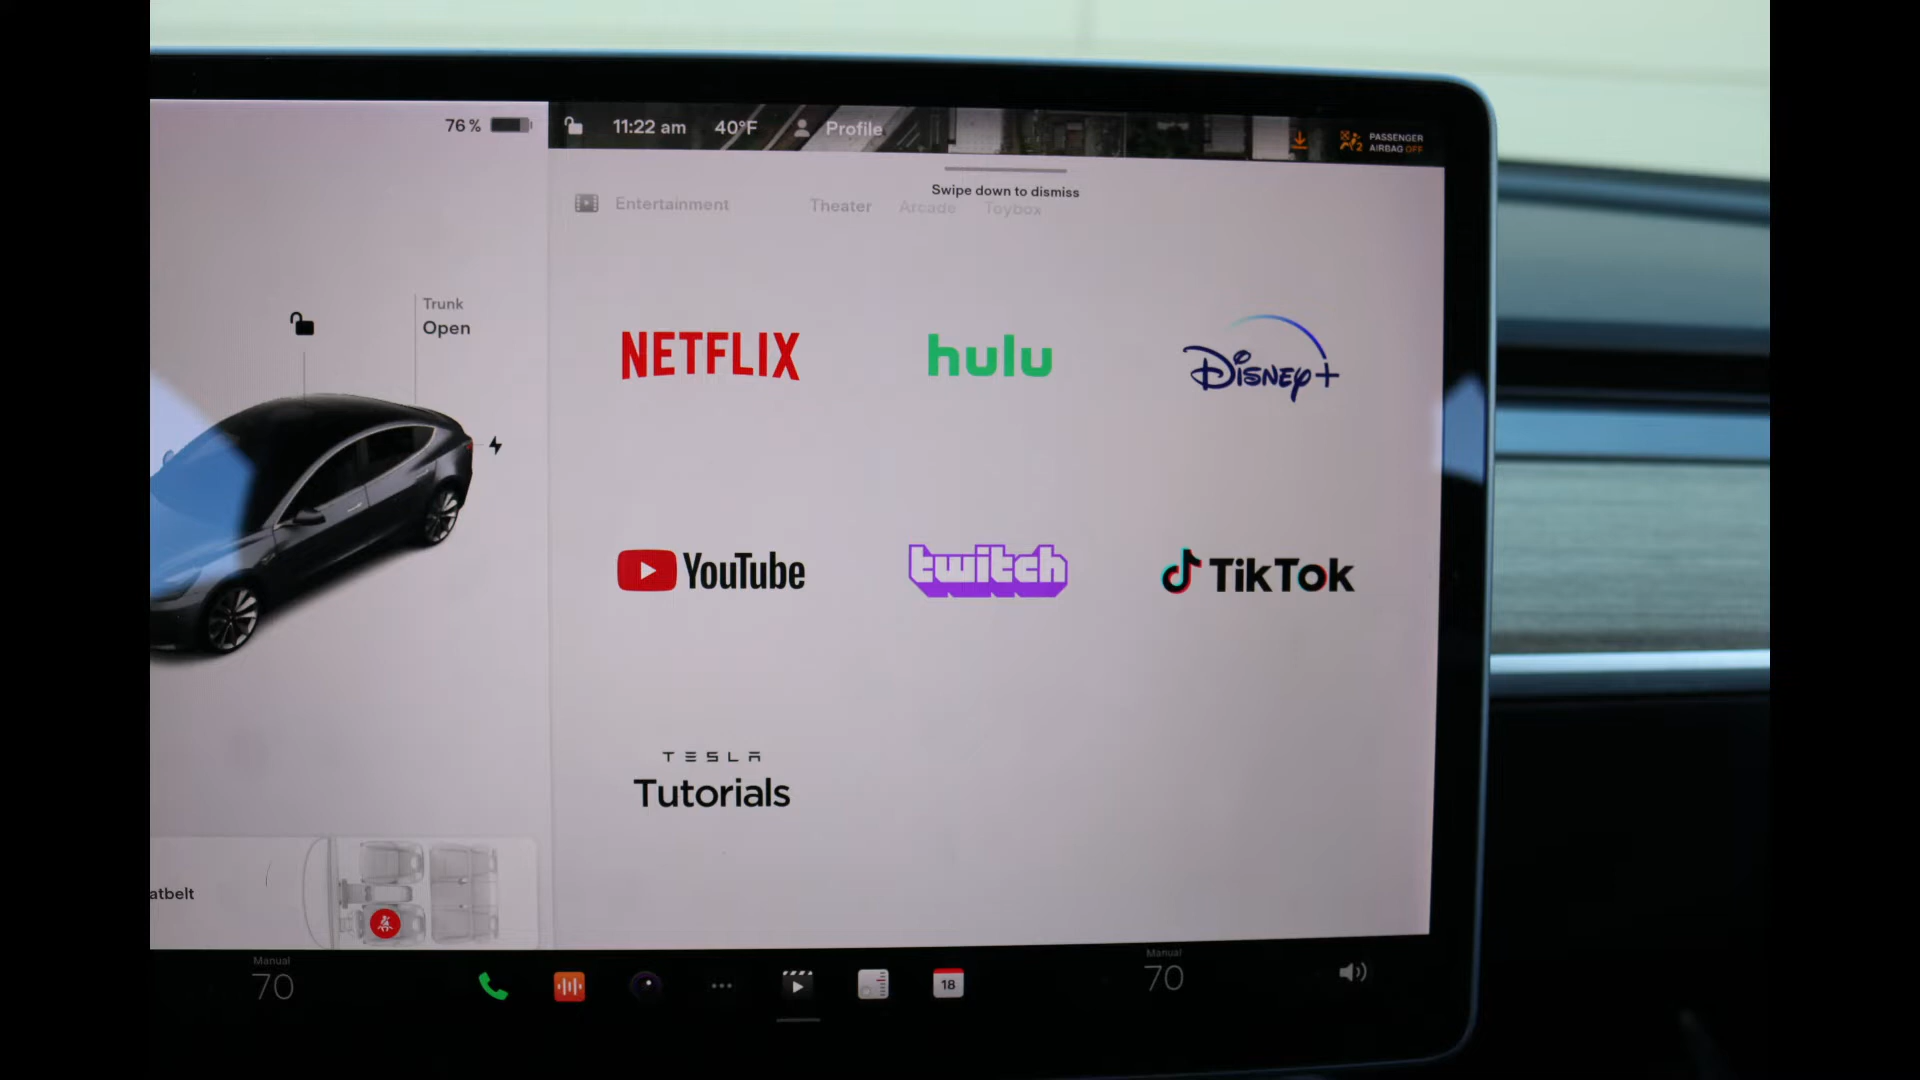 76%
11:22 am 40°F Profile
PASSENGER
AIRBAG OFF
2
Swipe down to dismiss
Entertainment Theater Arcade Toybox
Trunk
Open
NETFLIX hulu Disney+
YouTube twitch TikTok
TESLA
Tutorials
atbelt
Manual
70
18
Manual
70